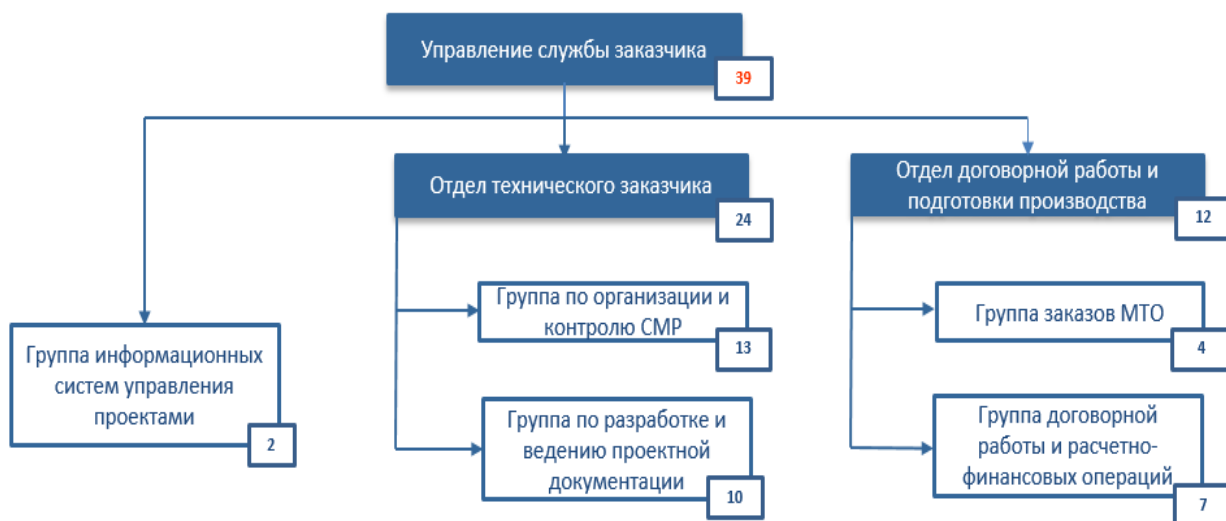 Управление службы заказчика
39
Отдел технического заказчика
24
Отдел договорной работы и
подготовки производства
12
Группа информационных
систем управления
проектами
2
Группа по организации и
контролю СМР
13
Группа по разработке и
ведению проектной
документации
10
Группа заказов МТО
4
Группа договорной
работы и расчетно-
финансовых операций
7